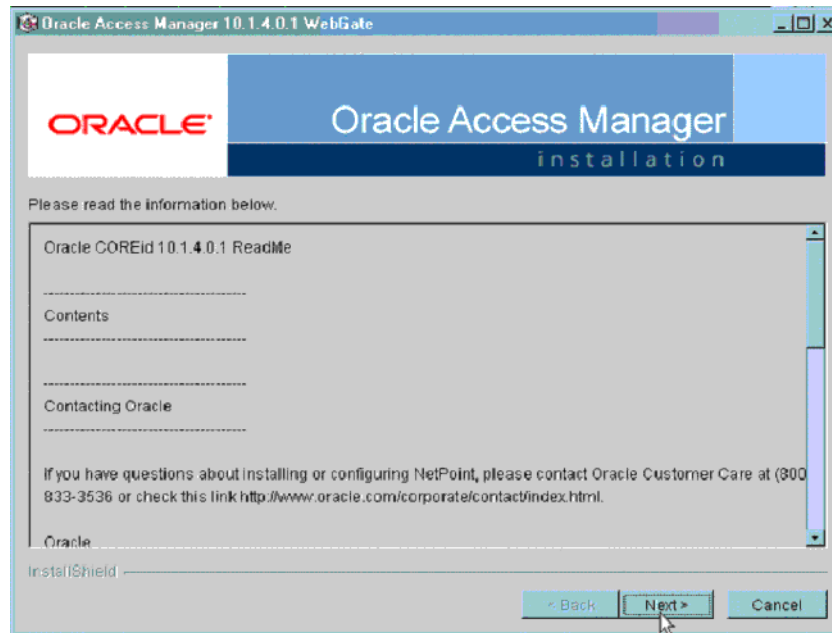 Oracle Access Manager 10.1.4.0.1 WebGate
ORACLE®
Oracle Access Manager
installation
Please read the information below.
Oracle COREid 10.1.4.0.1 ReadMe
----------------------------------------
Contents
----------------------------------------
----------------------------------------
Contacting Oracle
----------------------------------------
If you have questions about installing or configuring NetPoint, please contact Oracle Customer Care at (800
833-3536 or check this link http://www.oracle.com/corporate/contact/index.html.
Oracle
InstallShield
< Back
Next >
Cancel